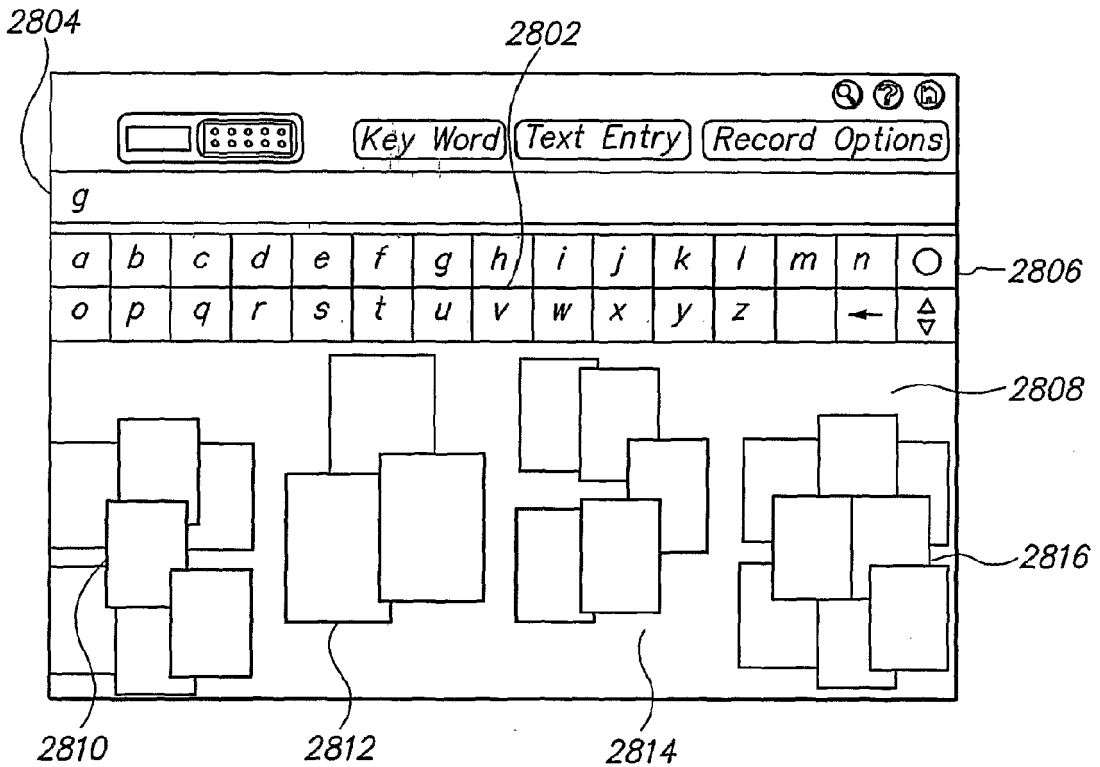 2804
2802
?
Key Word Text Entry Record Options
g
a b c d e f g h i j k l m n
2806
o p q r s t u v w x y z ←
2808
2816
2810 2812 2814